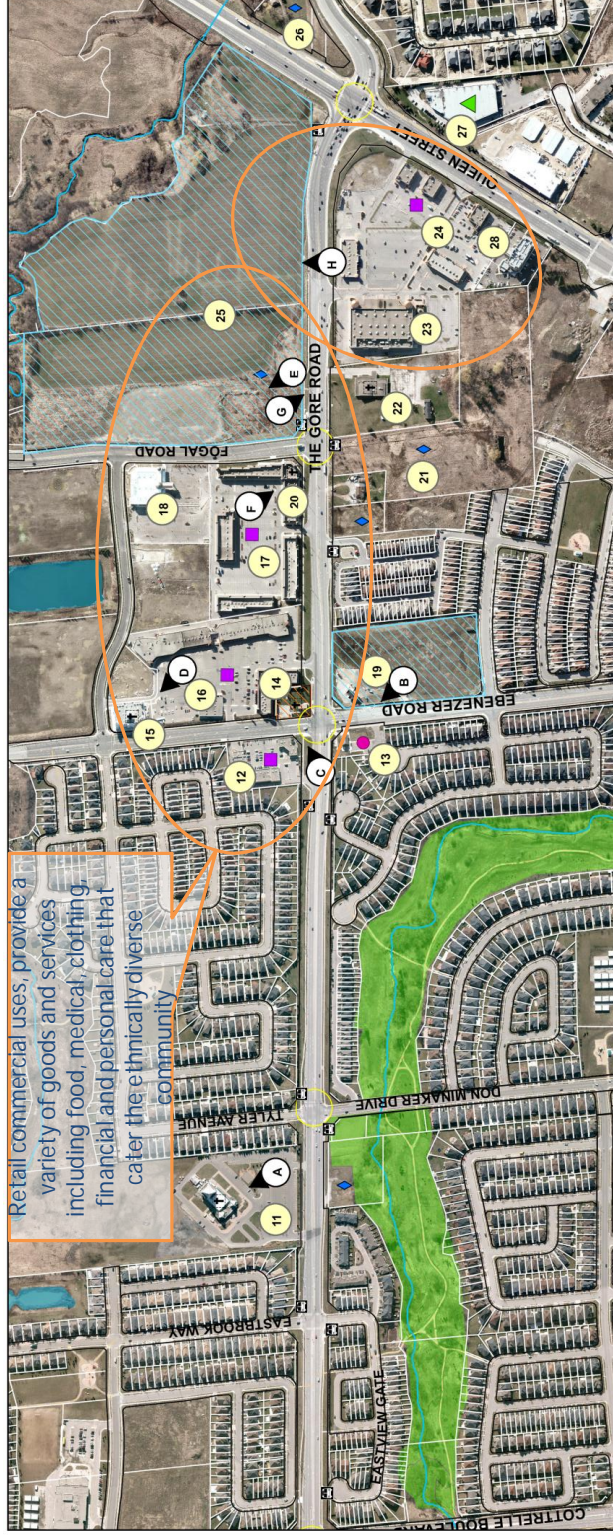 Retail commercial uses, provide a
variety of goods and services
including food, medical, clothing,
financial and personal care that
cater the ethnically diverse
community
COTTRELLE BOULEVA
EASTVIEW GATE
EASTBROOK WAY
11
A
TYLER AVENUE
DON MINAKER DRIVE
12
13
C
14
15
D
16
B
19
EBENEZER ROAD
17
F
18
20
FOGAL ROAD
THE GORE ROAD
G
E
21
22
25
H
23
24
28
QUEEN STREET
26
27